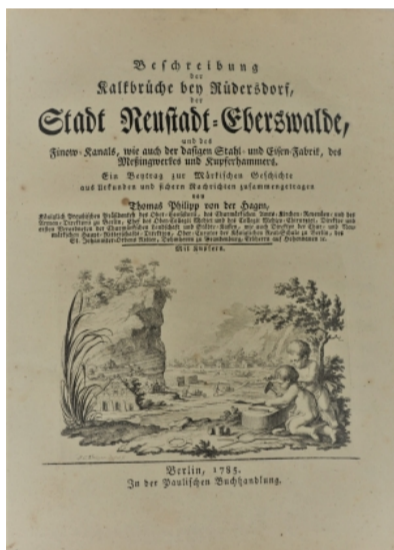 Beschreibung
der
Kalkbrüche bey Rüdersdorf,
der
Stadt Neustadt-Eberswalde,
und des
Finow-Kanals, wie auch der dasigen Stahl- und Eisen-Fabrik, des
Meßingwerkes und Kupferhammers.
Ein Beytrag zur Märkischen Geschichte
aus Urkunden und sichern Nachrichten zusammengetragen
von
Thomas Philipp von der Hagen,
Mit Kupfern.
Berlin, 1785.
In der Paulischen Buchhandlung.